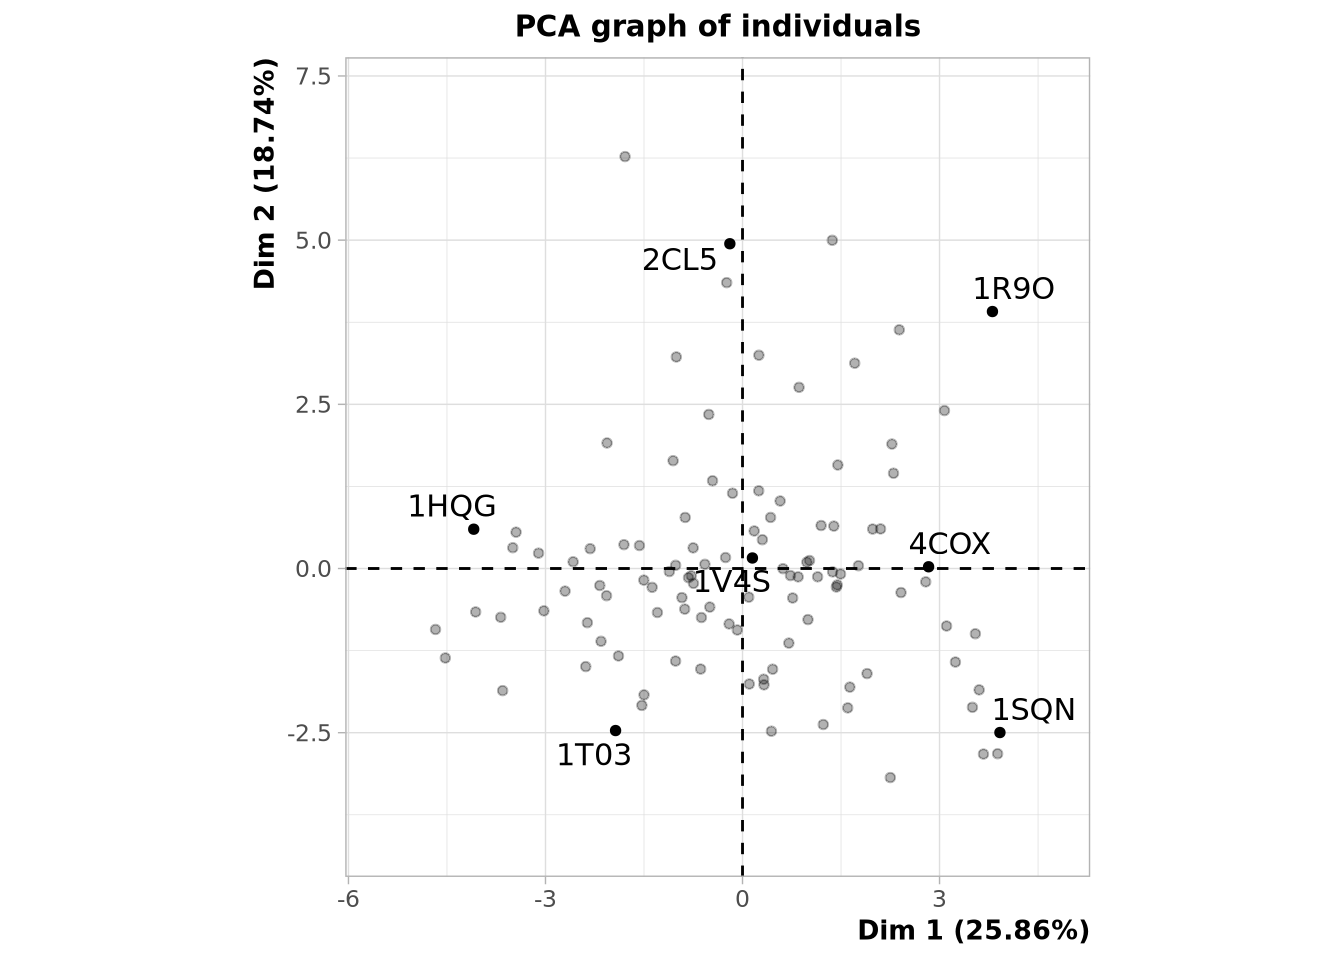 PCA graph of individuals
Dim 2 (18.74%)
7.5
5.0
2.5
0.0
-2.5
2CL5
1R9O
1HQG
4COX
1V4S
1SQN
1T03
-6
-3
0
3
Dim 1 (25.86%)